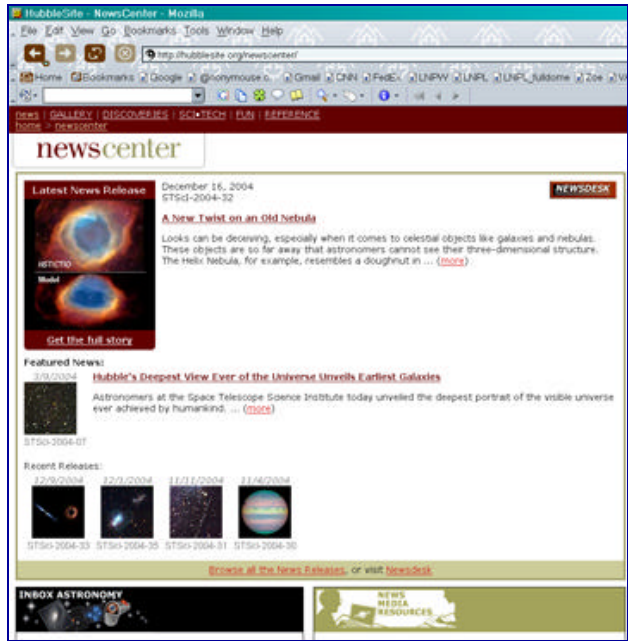 HubbleSite - NewsCenter - Mozilla
File Edit View Go Bookmarks Tools Window Help
http://hubblesite.org/newscenter/
Home Bookmarks Google Gmail CNN FedEx LNPW LNPL LNPL_fulldome Zoe
news | GALLERY | DISCOVERIES | SCI•TECH | FUN | REFERENCE
home > newscenter
newscenter
Latest News Release
December 16, 2004
NEWSDESK
STScI-2004-32
A New Twist on an Old Nebula
Looks can be deceiving, especially when it comes to celestial objects like galaxies and nebulas.
These objects are so far away that astronomers cannot see their three-dimensional structure.
The Helix Nebula, for example, resembles a doughnut in ... (more)
HST/CTIO
Model
Get the full story
Featured News:
3/9/2004
Hubble's Deepest View Ever of the Universe Unveils Earliest Galaxies
Astronomers at the Space Telescope Science Institute today unveiled the deepest portrait of the visible universe
ever achieved by humankind. ... (more)
STScI-2004-07
Recent Releases:
12/9/2004 12/1/2004 11/11/2004 11/4/2004
STScI-2004-33 STScI-2004-35 STScI-2004-31 STScI-2004-30
Browse all the News Releases, or visit Newsdesk
INBOX ASTRONOMY
NEWS
MEDIA
RESOURCES